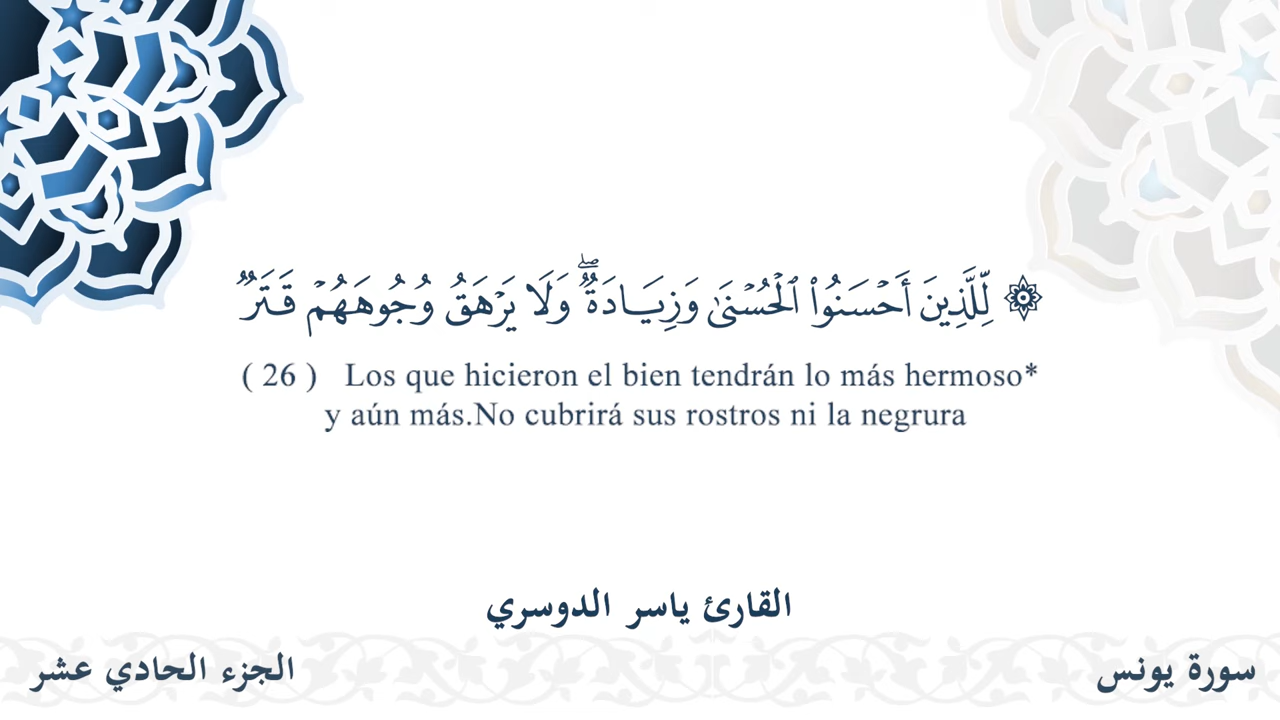 ۞ لِّلَّذِينَ أَحۡسَنُواْ ٱلۡحُسۡنَىٰ وَزِيَادَةٞۖ وَلَا يَرۡهَقُ وُجُوهَهُمۡ قَتَرٞ
( 26 ) Los que hicieron el bien tendrán lo más hermoso*
y aún más.No cubrirá sus rostros ni la negrura
القارئ ياسر الدوسري
سورة يونس
الجزء الحادي عشر